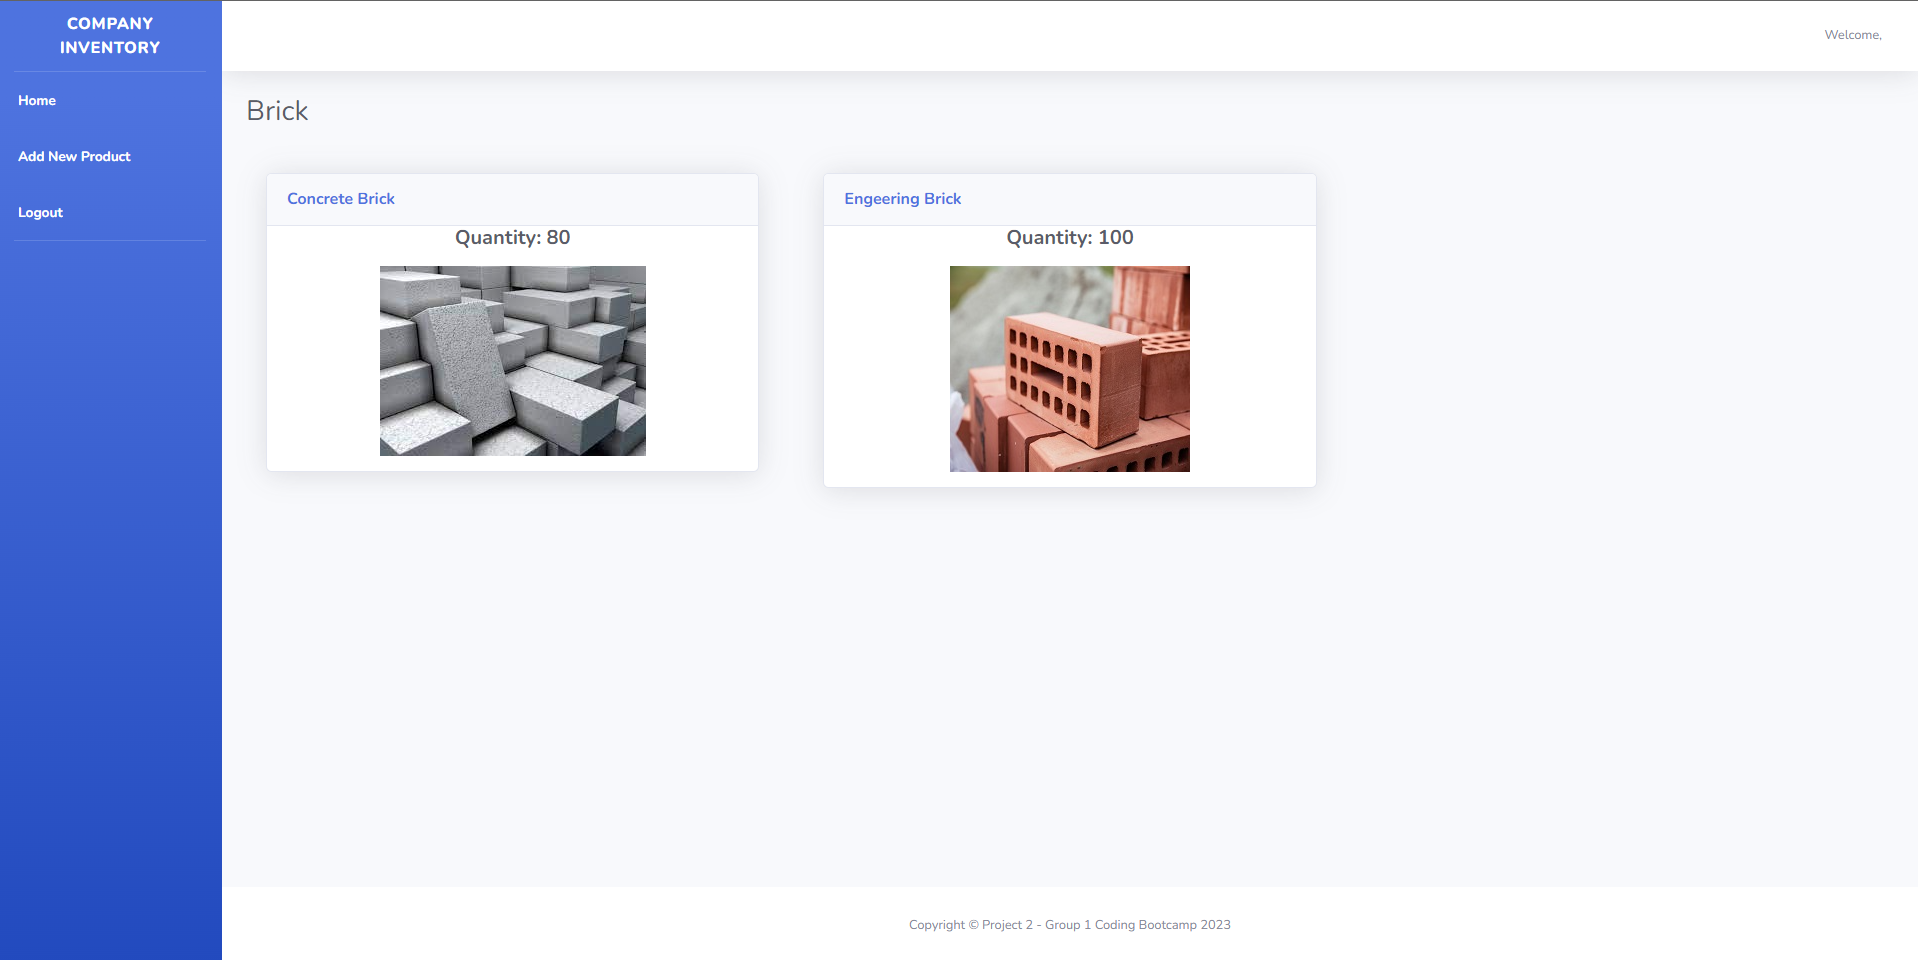 COMPANY
INVENTORY
Home
Add New Product
Logout
Welcome,
Brick
Concrete Brick
Quantity: 80
Engeering Brick
Quantity: 100
Copyright © Project 2 - Group 1 Coding Bootcamp 2023